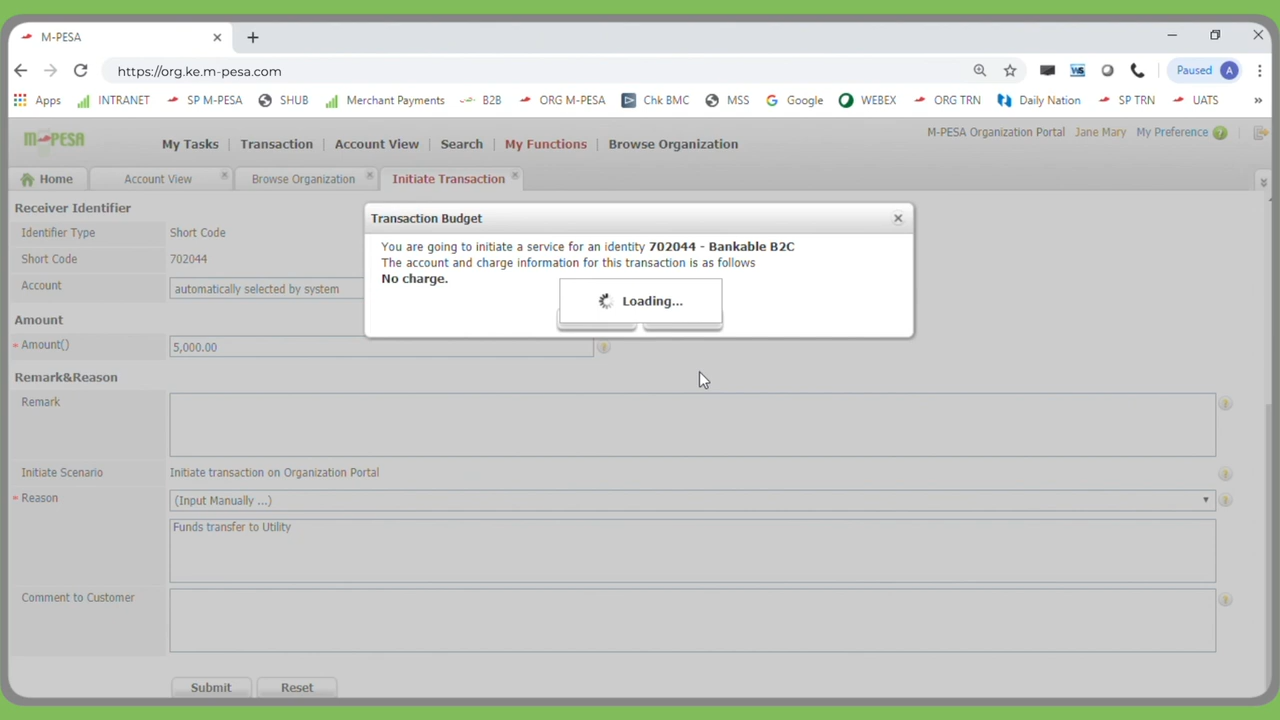 M-PESA
https://org.ke.m-pesa.com
Paused A
Apps INTRANET SP M-PESA SHUB Merchant Payments B2B ORG M-PESA Chk BMC MSS Google WEBEX ORG TRN Daily Nation SP TRN UATS »
M-PESA Organization Portal Jane Mary My Preference ?
M-PESA My Tasks | Transaction | Account View | Search | My Functions | Browse Organization
Home Account View Browse Organization Initiate Transaction
Receiver Identifier
Identifier Type Short Code
Short Code 702044
Account automatically selected by system
Transaction Budget
You are going to initiate a service for an identity 702044 - Bankable B2C
The account and charge information for this transaction is as follows
No charge.
Loading...
Amount
* Amount() 5,000.00
Remark&Reason
Remark
Initiate Scenario Initiate transaction on Organization Portal
* Reason (Input Manually ...)
Funds transfer to Utility
Comment to Customer
Submit Reset